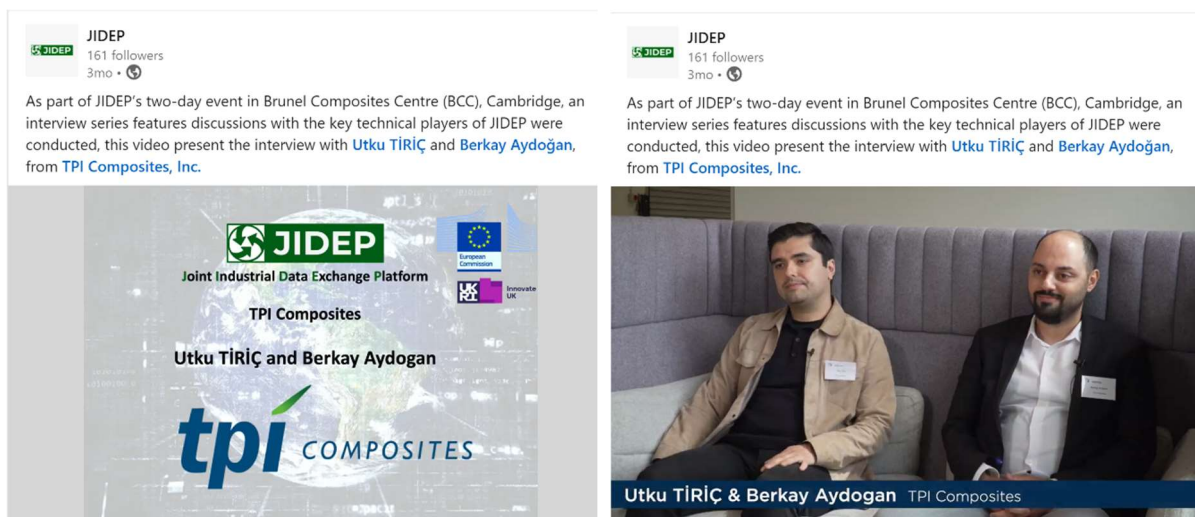 JIDEP
161 followers
3mo •
As part of JIDEP's two-day event in Brunel Composites Centre (BCC), Cambridge, an
interview series features discussions with the key technical players of JIDEP were
conducted, this video present the interview with Utku TİRİÇ and Berkay Aydoğan,
from TPI Composites, Inc.
JIDEP
Joint Industrial Data Exchange Platform
European
Commission
UK
RI
Innovate
UK
TPI Composites
Utku TİRİÇ and Berkay Aydogan
tpi COMPOSITES
JIDEP
JIDEP
161 followers
3mo •
As part of JIDEP's two-day event in Brunel Composites Centre (BCC), Cambridge, an
interview series features discussions with the key technical players of JIDEP were
conducted, this video present the interview with Utku TİRİÇ and Berkay Aydoğan,
from TPI Composites, Inc.
JIDEP
Utku TİRİÇ & Berkay Aydogan TPI Composites